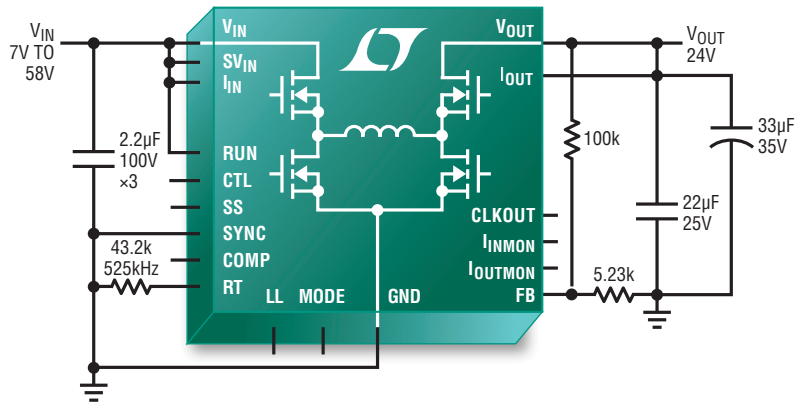 VIN
7V TO
58V
VIN
SVIN
IIN
RUN
CTL
SS
SYNC
COMP
RT
2.2µF
100V
×3
43.2k
525kHz
LL
MODE
GND
VOUT
IOUT
CLKOUT
IINMON
IOUTMON
FB
VOUT
24V
100k
33µF
35V
22µF
25V
5.23k